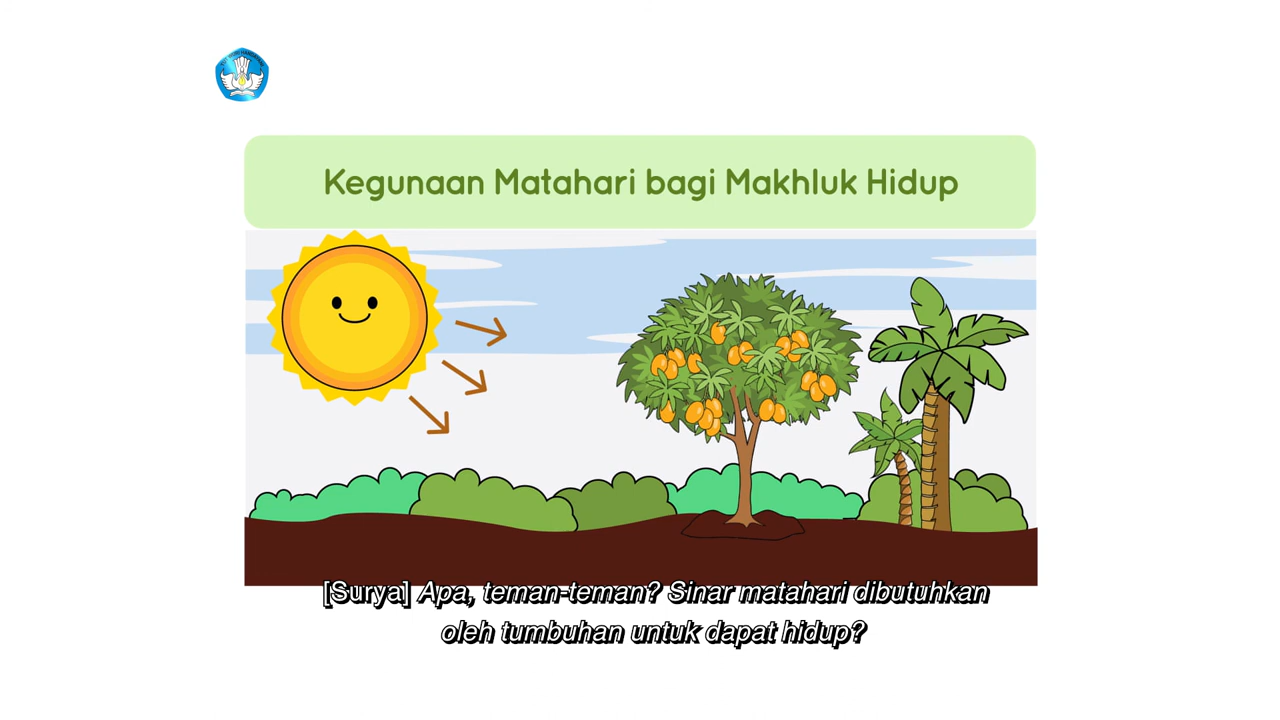 Kegunaan Matahari bagi Makhluk Hidup
[Surya] Apa, teman-teman? Sinar matahari dibutuhkan
oleh tumbuhan untuk dapat hidup?